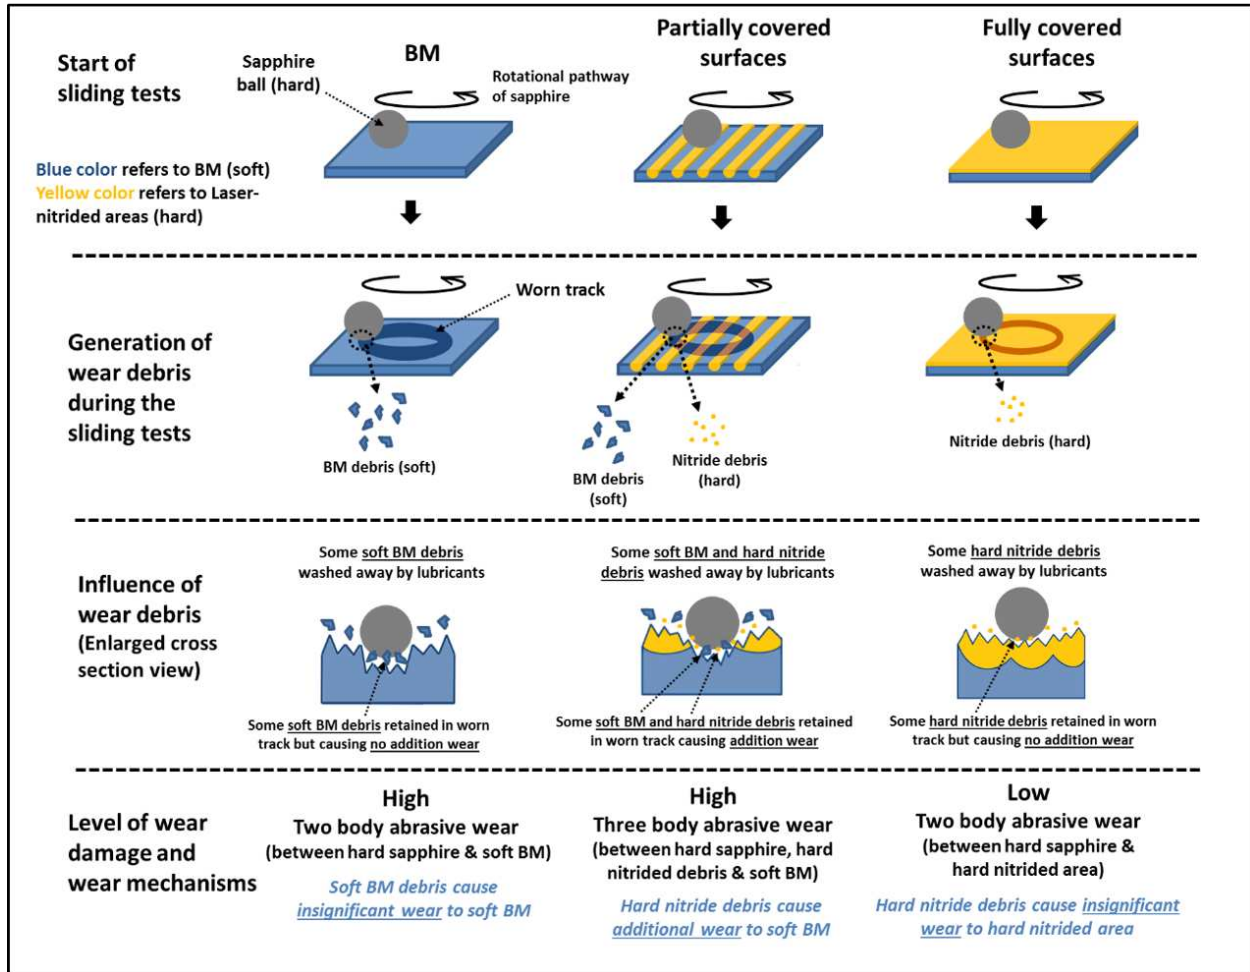 Start of
sliding tests
Sapphire
ball (hard)
BM
Rotational pathway
of sapphire
Partially covered
surfaces
Fully covered
surfaces
Blue color refers to BM (soft)
Yellow color refers to Laser-
nitrided areas (hard)
Generation of
wear debris
during the
sliding tests
Worn track
BM debris (soft)
BM debris
(soft)
Nitride debris
(hard)
Nitride debris (hard)
Influence of
wear debris
(Enlarged cross
section view)
Some soft BM debris
washed away by lubricants
Some soft BM debris retained in worn
track but causing no addition wear
Some soft BM and hard nitride
debris washed away by lubricants
Some soft BM and hard nitride debris retained
in worn track causing addition wear
Some hard nitride debris
washed away by lubricants
Some hard nitride debris retained in worn
track but causing no addition wear
Level of wear
damage and
wear mechanisms
High
Two body abrasive wear
(between hard sapphire & soft BM)
Soft BM debris cause
insignificant wear to soft BM
High
Three body abrasive wear
(between hard sapphire, hard
nitrided debris & soft BM)
Hard nitride debris cause
additional wear to soft BM
Low
Two body abrasive wear
(between hard sapphire &
hard nitrided area)
Hard nitride debris cause insignificant
wear to hard nitrided area